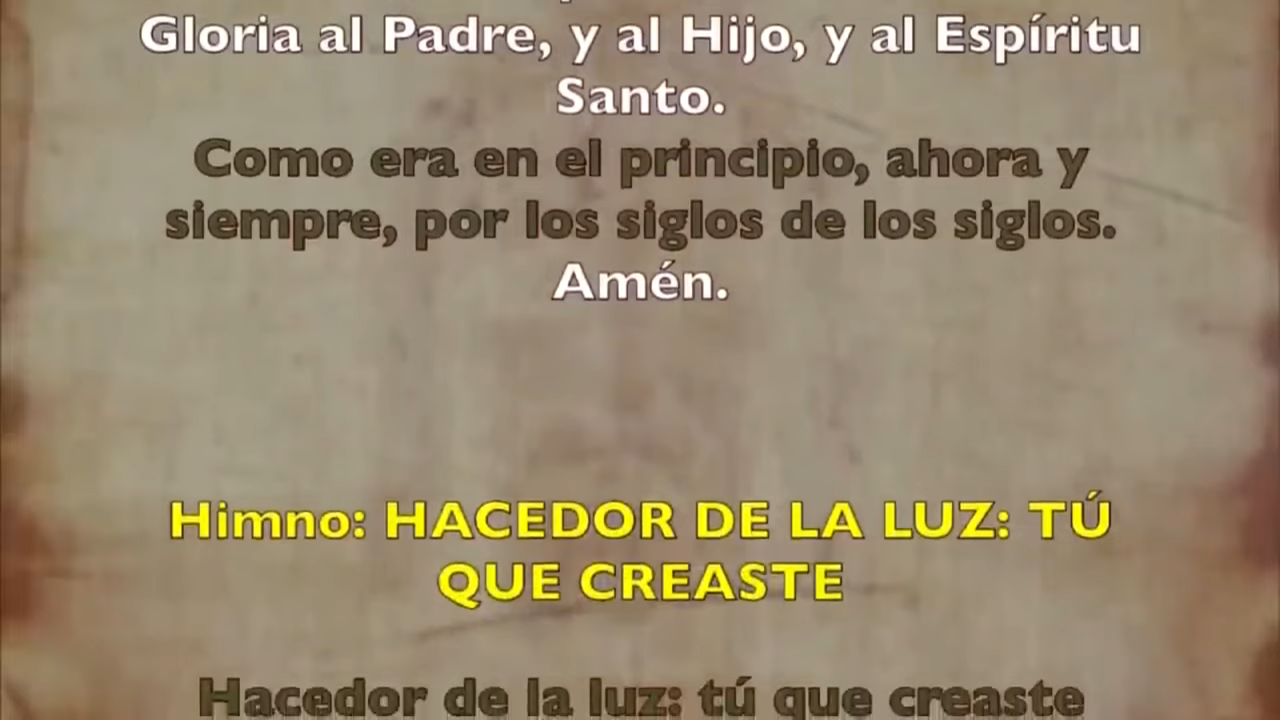 Gloria al Padre, y al Hijo, y al Espíritu
Santo.
Como era en el principio, ahora y
siempre, por los siglos de los siglos.
Amén.
Himno: HACEDOR DE LA LUZ: TÚ
QUE CREASTE
Hacedor de la luz: tú que creaste